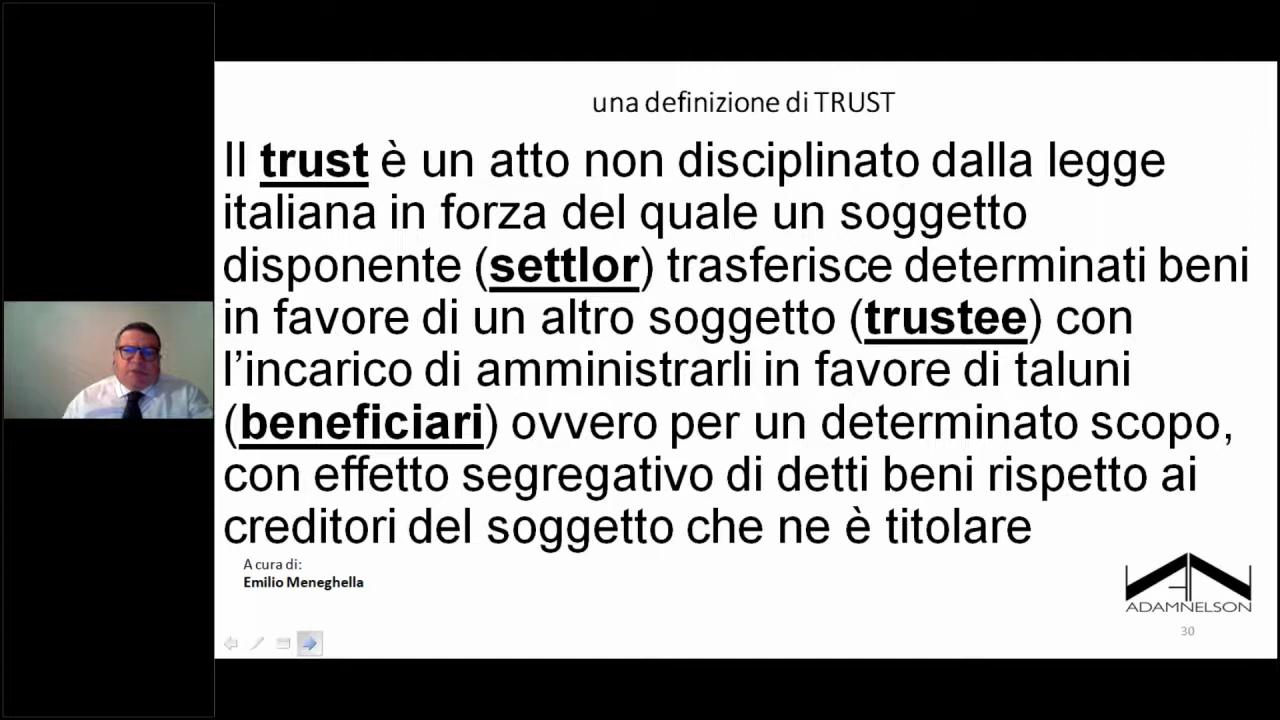 una definizione di TRUST
Il trust è un atto non disciplinato dalla legge
italiana in forza del quale un soggetto
disponente (settlor) trasferisce determinati beni
in favore di un altro soggetto (trustee) con
l’incarico di amministrarli in favore di taluni
(beneficiari) ovvero per un determinato scopo,
con effetto segregativo di detti beni rispetto ai
creditori del soggetto che ne è titolare
A cura di:
Emilio Meneghella
ADAMNELSON
30